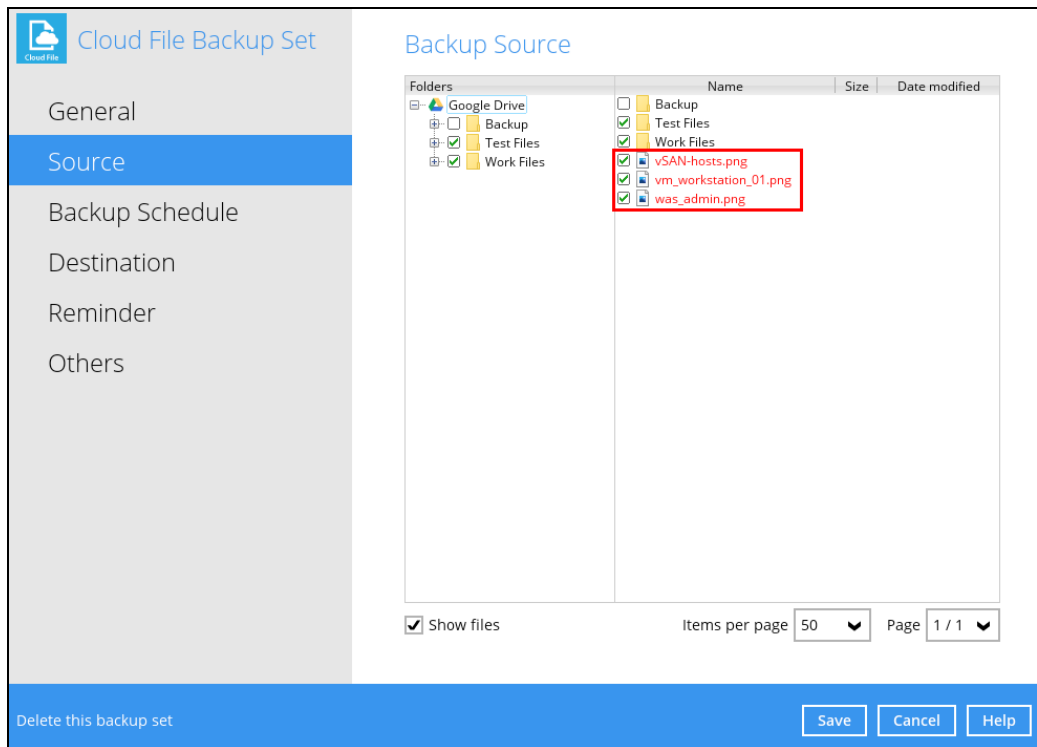 Cloud File
Cloud File Backup Set
General
Source
Backup Schedule
Destination
Reminder
Others
Backup Source
Folders
Google Drive
Backup
Test Files
Work Files
Name Size Date modified
Backup
Test Files
Work Files
vSAN-hosts.png
vm_workstation_01.png
was_admin.png
Show files Items per page 50 Page 1 / 1
Delete this backup set Save Cancel Help